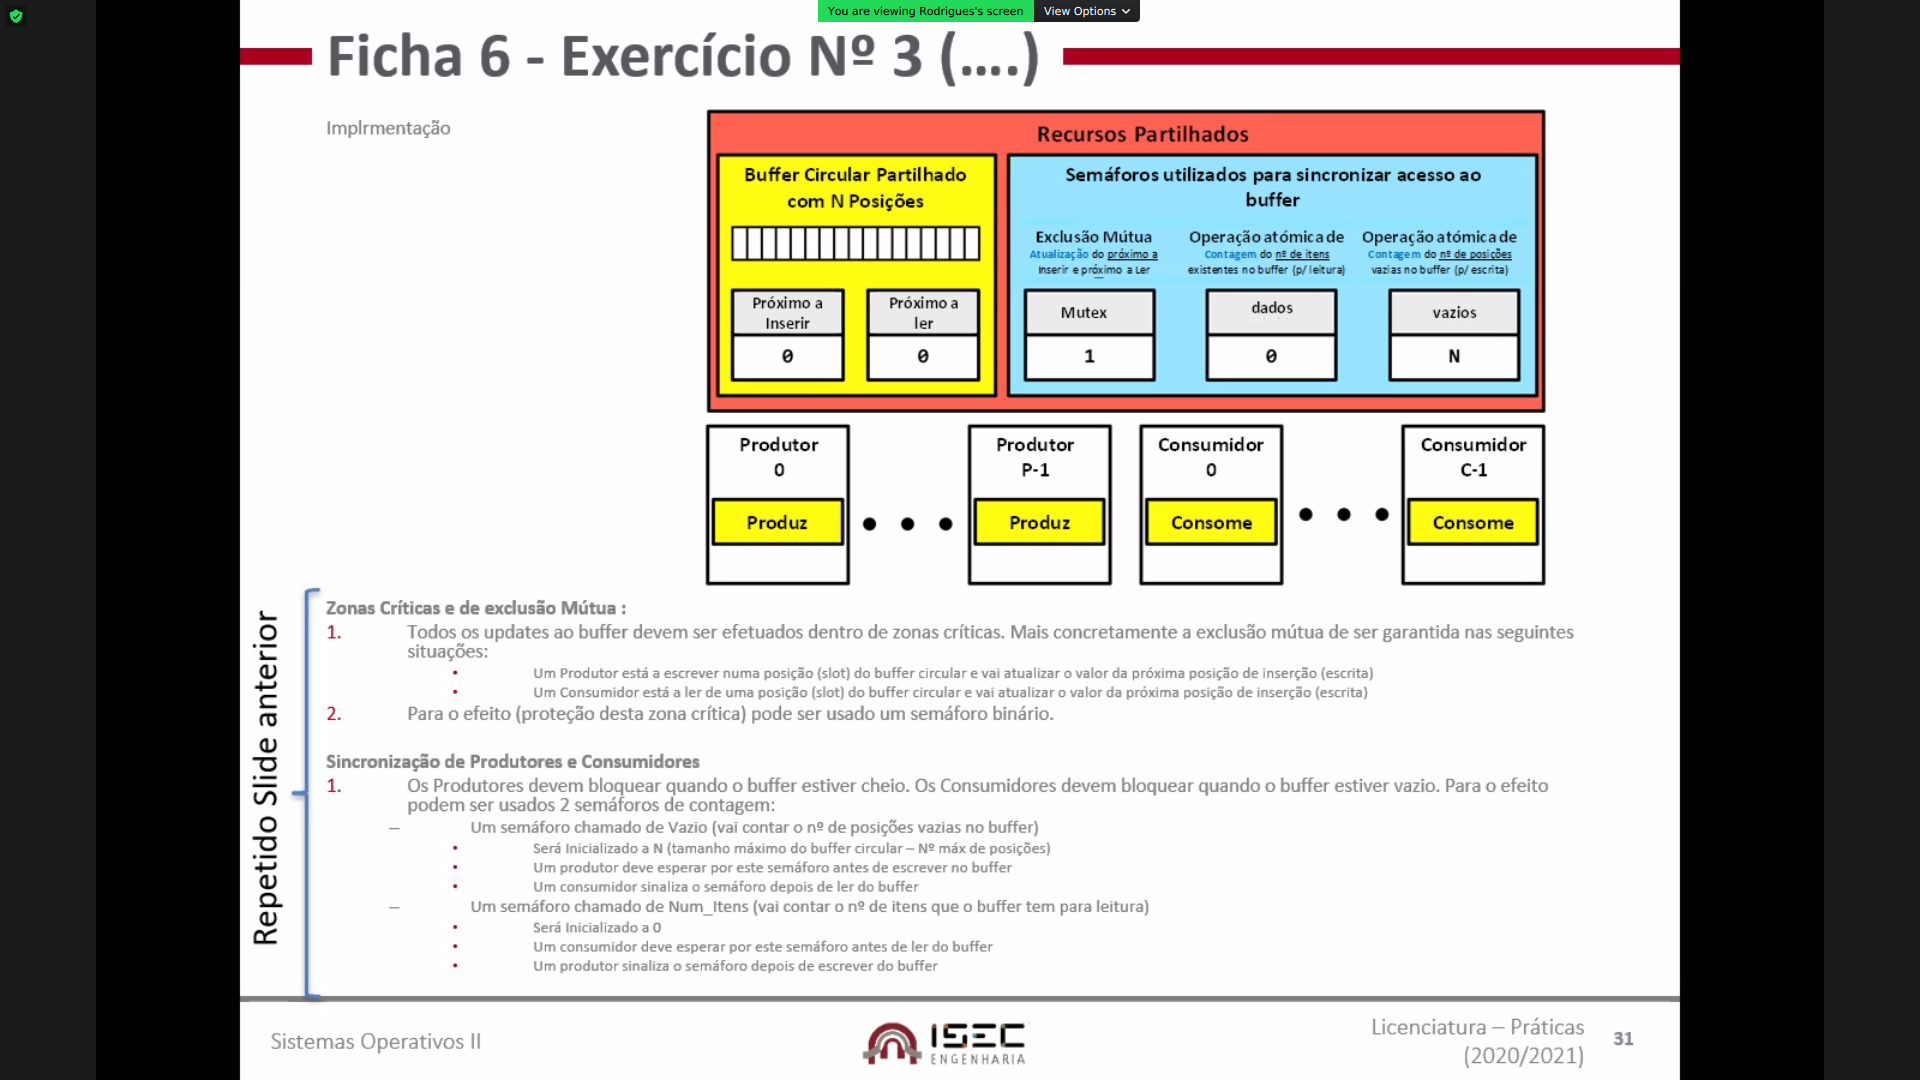 You are viewing Rodrigues's screen
View Options
Ficha 6 - Exercício Nº 3 (....)
Implrmentação
Recursos Partilhados
Buffer Circular Partilhado
com N Posições
Próximo a
Inserir
0
Próximo a
ler
0
Semáforos utilizados para sincronizar acesso ao
buffer
Exclusão Mútua
Atualização do próximo a
Inserir e próximo a Ler
Mutex
1
Operação atómica de
Contagem do nº de itens
existentes no buffer (p/ leitura)
dados
0
Operação atómica de
Contagem do nº de posições
vazias no buffer (p/ escrita)
vazios
N
Produtor
0
Produz
Produtor
P-1
Produz
Consumidor
0
Consome
Consumidor
C-1
Consome
Repetido Slide anterior
Zonas Críticas e de exclusão Mútua :
1. Todos os updates ao buffer devem ser efetuados dentro de zonas críticas. Mais concretamente a exclusão mútua de ser garantida nas seguintes
situações:
• Um Produtor está a escrever numa posição (slot) do buffer circular e vai atualizar o valor da próxima posição de inserção (escrita)
• Um Consumidor está a ler de uma posição (slot) do buffer circular e vai atualizar o valor da próxima posição de inserção (escrita)
2. Para o efeito (proteção desta zona crítica) pode ser usado um semáforo binário.
Sincronização de Produtores e Consumidores
1. Os Produtores devem bloquear quando o buffer estiver cheio. Os Consumidores devem bloquear quando o buffer estiver vazio. Para o efeito
podem ser usados 2 semáforos de contagem:
– Um semáforo chamado de Vazio (vai contar o nº de posições vazias no buffer)
• Será Inicializado a N (tamanho máximo do buffer circular – Nº máx de posições)
• Um produtor deve esperar por este semáforo antes de escrever no buffer
• Um consumidor sinaliza o semáforo depois de ler do buffer
– Um semáforo chamado de Num_Itens (vai contar o nº de itens que o buffer tem para leitura)
• Será Inicializado a 0
• Um consumidor deve esperar por este semáforo antes de ler do buffer
• Um produtor sinaliza o semáforo depois de escrever do buffer
Sistemas Operativos II
ISEC
ENGENHARIA
Licenciatura – Práticas
(2020/2021)
31